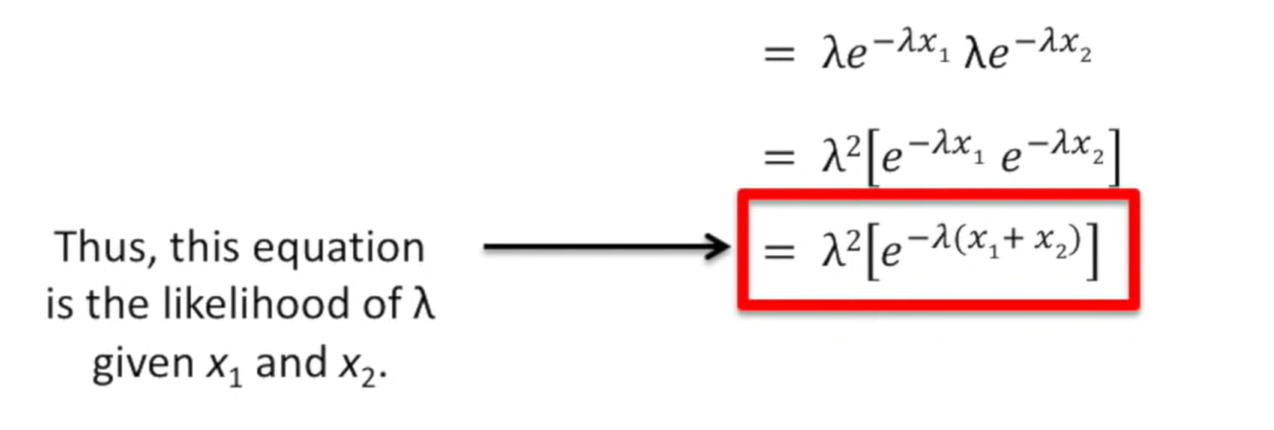 = λe^{−λx₁} λe^{−λx₂}
= λ²[e^{−λx₁} e^{−λx₂}]
= λ²[e^{−λ(x₁+ x₂)}]
Thus, this equation
is the likelihood of λ
given x₁ and x₂.